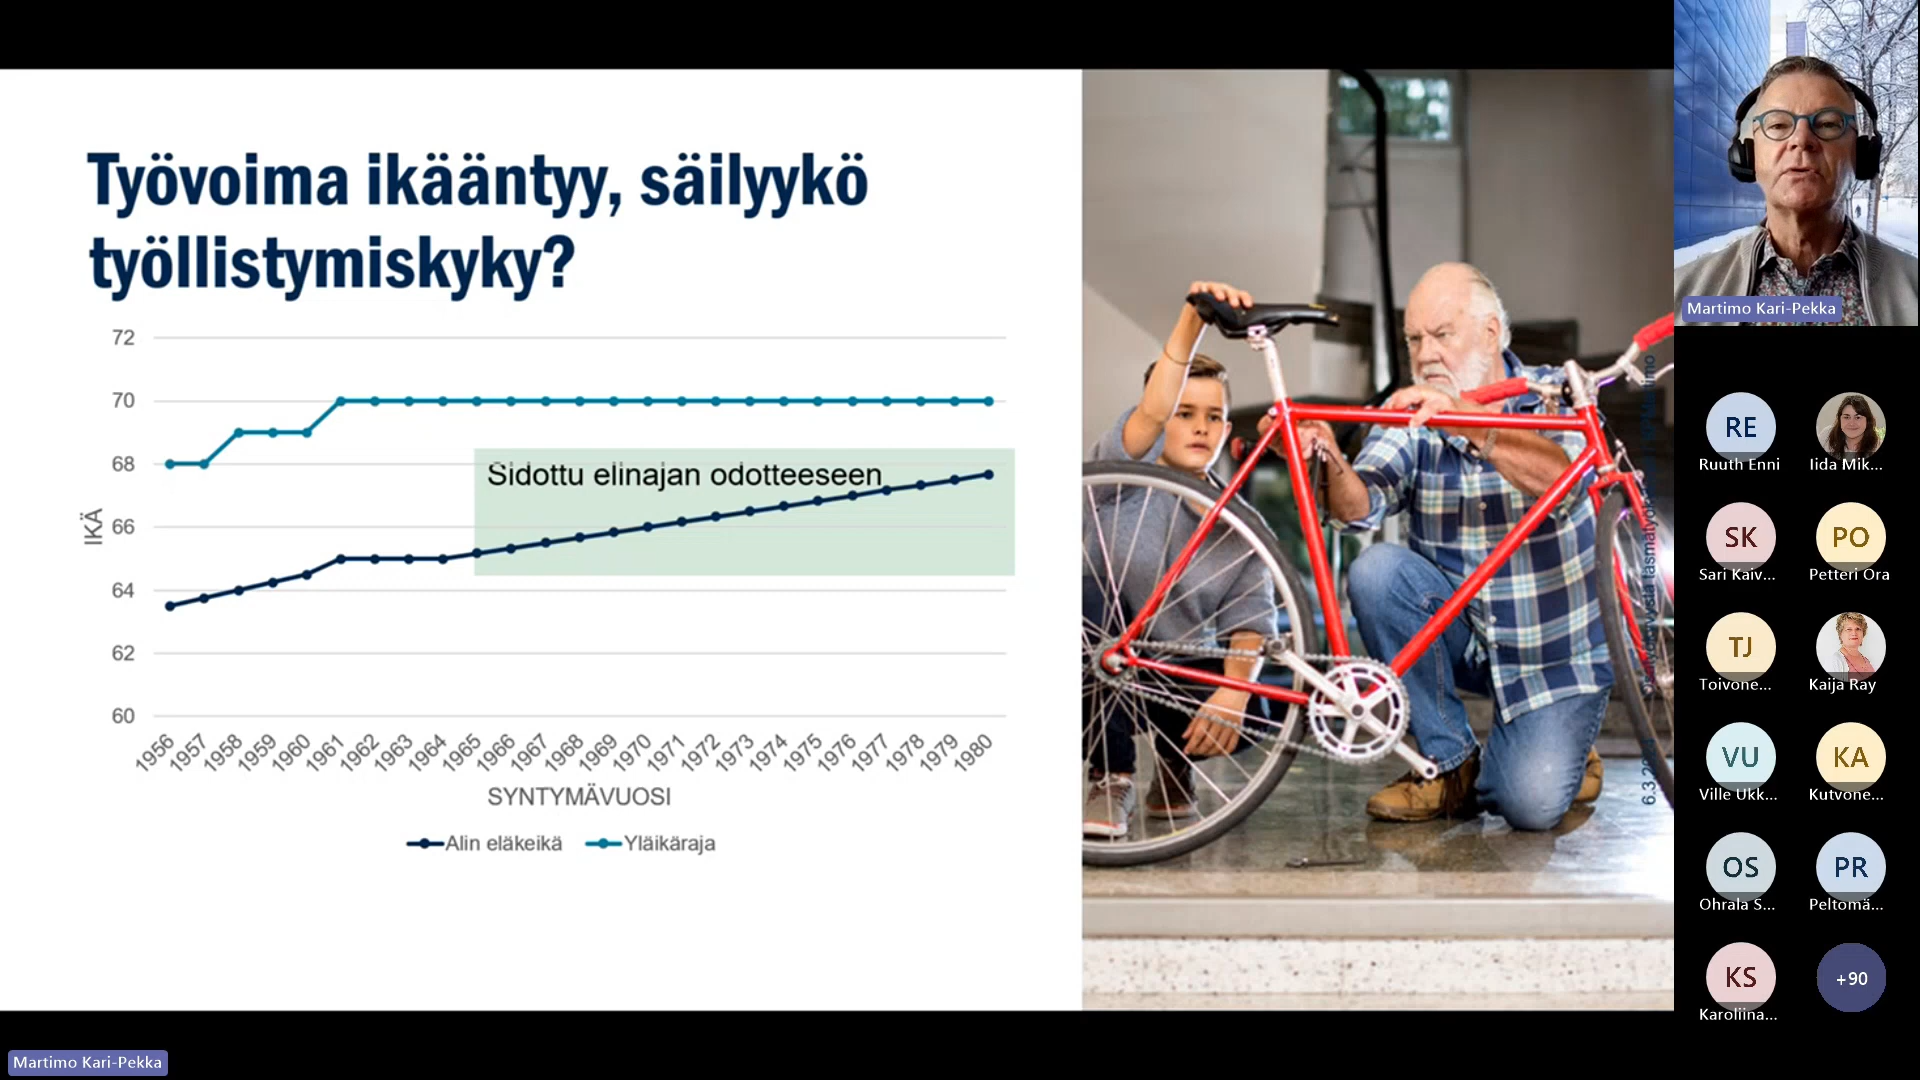 Työvoima ikääntyy, säilyykö
työllistymiskyky?
72
70
68
66
64
62
60
IKÄ
Sidottu elinajan odotteeseen
1956
1957
1958
1959
1960
1961
1962
1963
1964
1965
1966
1967
1968
1969
1970
1971
1972
1973
1974
1975
1976
1977
1978
1979
1980
SYNTYMÄVUOSI
Alin eläkeikä
Yläikäraja
Martimo Kari-Pekka
RE
Ruuth Enni
Iida Mik...
SK
Sari Kaiv...
PO
Petteri Ora
TJ
Toivone...
Kaija Ray
VU
Ville Ukk...
KA
Kutvone...
OS
Ohrala S...
PR
Peltomä...
KS
Karoliina...
+90
Martimo Kari-Pekka